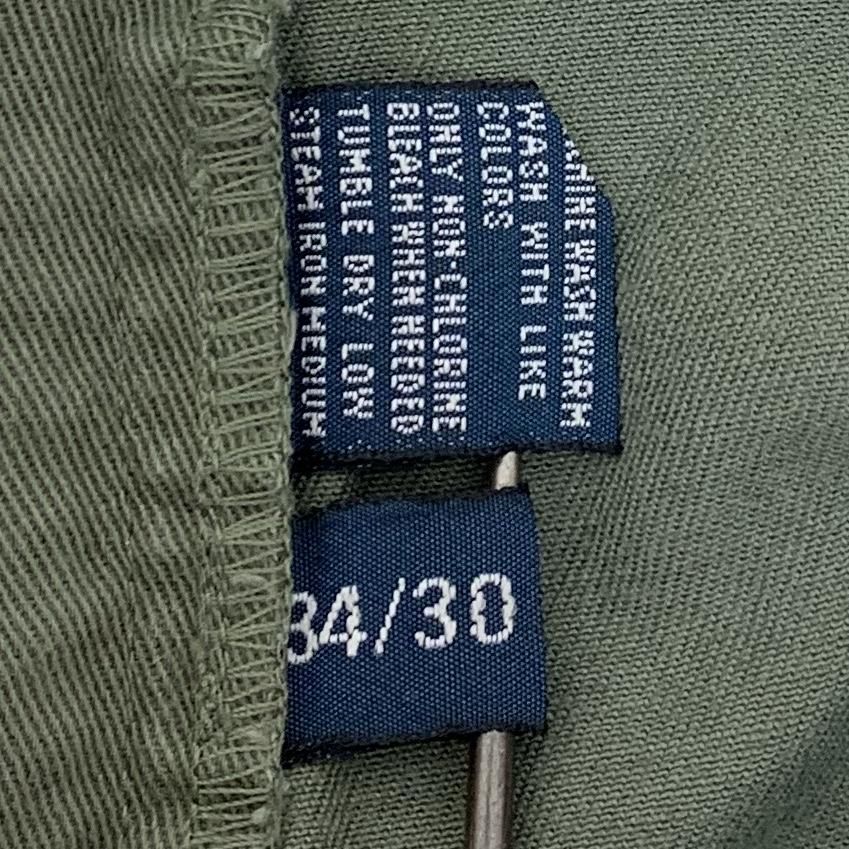 MACHINE WASH WARM
WASH WITH LIKE
COLORS
ONLY NON-CHLORINE
BLEACH WHEN NEEDED
TUMBLE DRY LOW
STEAM IRON MEDIUM
34/30